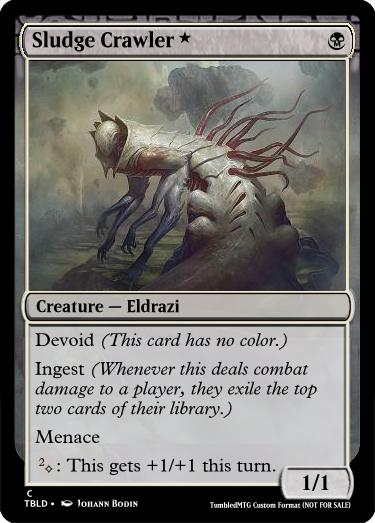 Sludge Crawler ★
Creature — Eldrazi
Devoid (This card has no color.)
Ingest (Whenever this deals combat
damage to a player, they exile the top
two cards of their library.)
Menace
2: This gets +1/+1 this turn.
1/1
C
TBLD • Johann Bodin
TumbledMTG Custom Format (NOT FOR SALE)